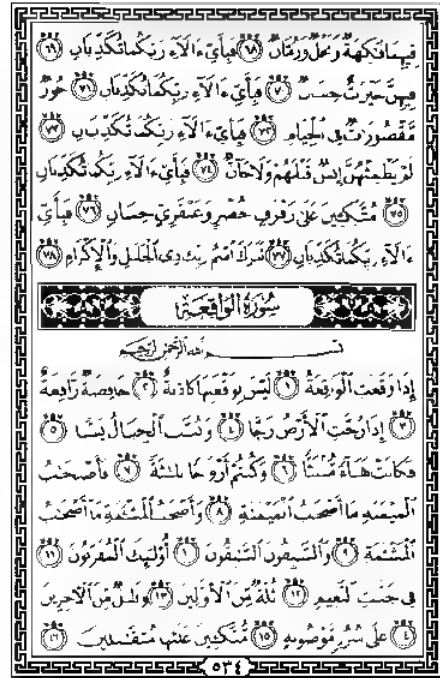 فِيهِمَا فَٰكِهَةٌ وَنَخْلٌ وَرُمَّانٌ ٦٨ فَبِأَيِّ ءَالَآءِ رَبِّكُمَا تُكَذِّبَانِ ٦٩
فِيهِنَّ خَيْرَٰتٌ حِسَانٌ ٧٠ فَبِأَيِّ ءَالَآءِ رَبِّكُمَا تُكَذِّبَانِ ٧١ حُورٌ
مَّقْصُورَٰتٌ فِي الْخِيَامِ ٧٢ فَبِأَيِّ ءَالَآءِ رَبِّكُمَا تُكَذِّبَانِ ٧٣
لَمْ يَطْمِثْهُنَّ إِنسٌ قَبْلَهُمْ وَلَا جَآنٌّ ٧٤ فَبِأَيِّ ءَالَآءِ رَبِّكُمَا تُكَذِّبَانِ
٧٥ مُتَّكِـِٔينَ عَلَىٰ رَفْرَفٍ خُضْرٍ وَعَبْقَرِيٍّ حِسَانٍ ٧٦ فَبِأَيِّ
ءَالَآءِ رَبِّكُمَا تُكَذِّبَانِ ٧٧ تَبَٰرَكَ ٱسْمُ رَبِّكَ ذِي ٱلْجَلَٰلِ وَٱلْإِكْرَامِ ٧٨
سُورَةُ الْوَاقِعَةِ
بِسْمِ ٱللَّهِ ٱلرَّحْمَٰنِ ٱلرَّحِيمِ
إِذَا وَقَعَتِ ٱلْوَاقِعَةُ ١ لَيْسَ لِوَقْعَتِهَا كَاذِبَةٌ ٢ خَافِضَةٌ رَّافِعَةٌ
٣ إِذَا رُجَّتِ ٱلْأَرْضُ رَجًّا ٤ وَبُسَّتِ ٱلْجِبَالُ بَسًّا ٥
فَكَانَتْ هَبَآءً مُّنۢبَثًّا ٦ وَكُنتُمْ أَزْوَٰجًا ثَلَٰثَةً ٧ فَأَصْحَٰبُ
ٱلْمَيْمَنَةِ مَآ أَصْحَٰبُ ٱلْمَيْمَنَةِ ٨ وَأَصْحَٰبُ ٱلْمَشْـَٔمَةِ مَآ أَصْحَٰبُ
ٱلْمَشْـَٔمَةِ ٩ وَٱلسَّٰبِقُونَ ٱلسَّٰبِقُونَ ١٠ أُو۟لَٰٓئِكَ ٱلْمُقَرَّبُونَ ١١
فِي جَنَّٰتِ ٱلنَّعِيمِ ١٢ ثُلَّةٌ مِّنَ ٱلْأَوَّلِينَ ١٣ وَقَلِيلٌ مِّنَ ٱلْءَاخِرِينَ
١٤ عَلَىٰ سُرُرٍ مَّوْضُونَةٍ ١٥ مُّتَّكِـِٔينَ عَلَيْهَا مُتَقَٰبِلِينَ ١٦
٥٣٤